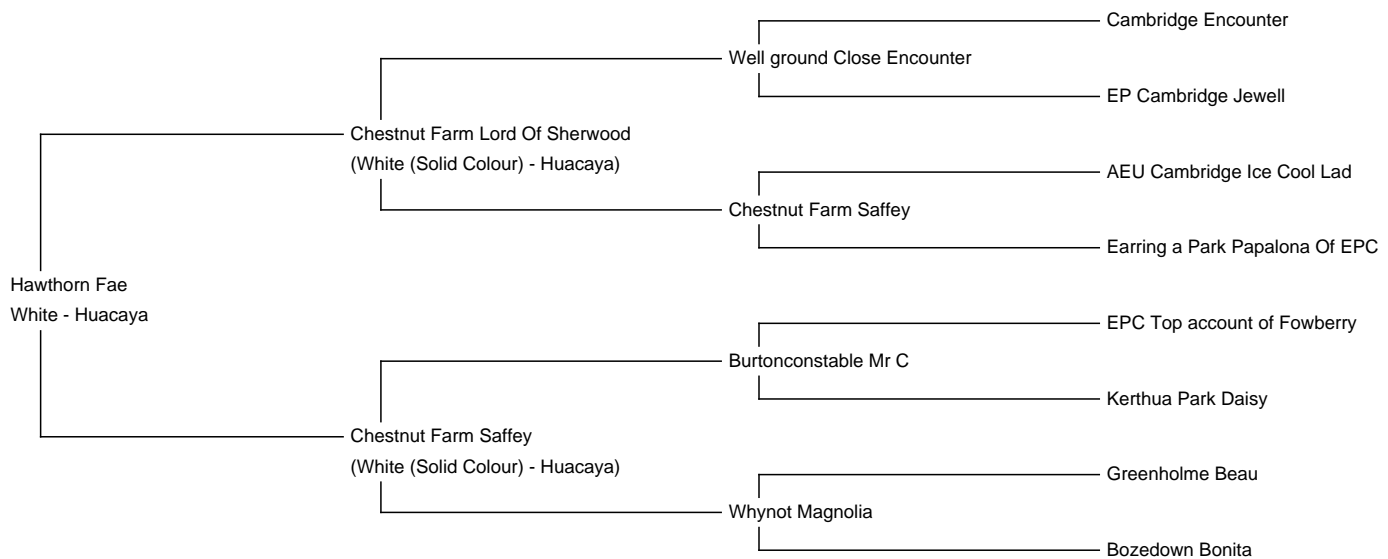 Cambridge Encounter
Well ground Close Encounter
EP Cambridge Jewell
Chestnut Farm Lord Of Sherwood
(White (Solid Colour) - Huacaya)
AEU Cambridge Ice Cool Lad
Chestnut Farm Saffey
Earring a Park Papalona Of EPC
Hawthorn Fae
White - Huacaya
EPC Top account of Fowberry
Burtonconstable Mr C
Kerthua Park Daisy
Chestnut Farm Saffey
(White (Solid Colour) - Huacaya)
Greenholme Beau
Whynot Magnolia
Bozedown Bonita